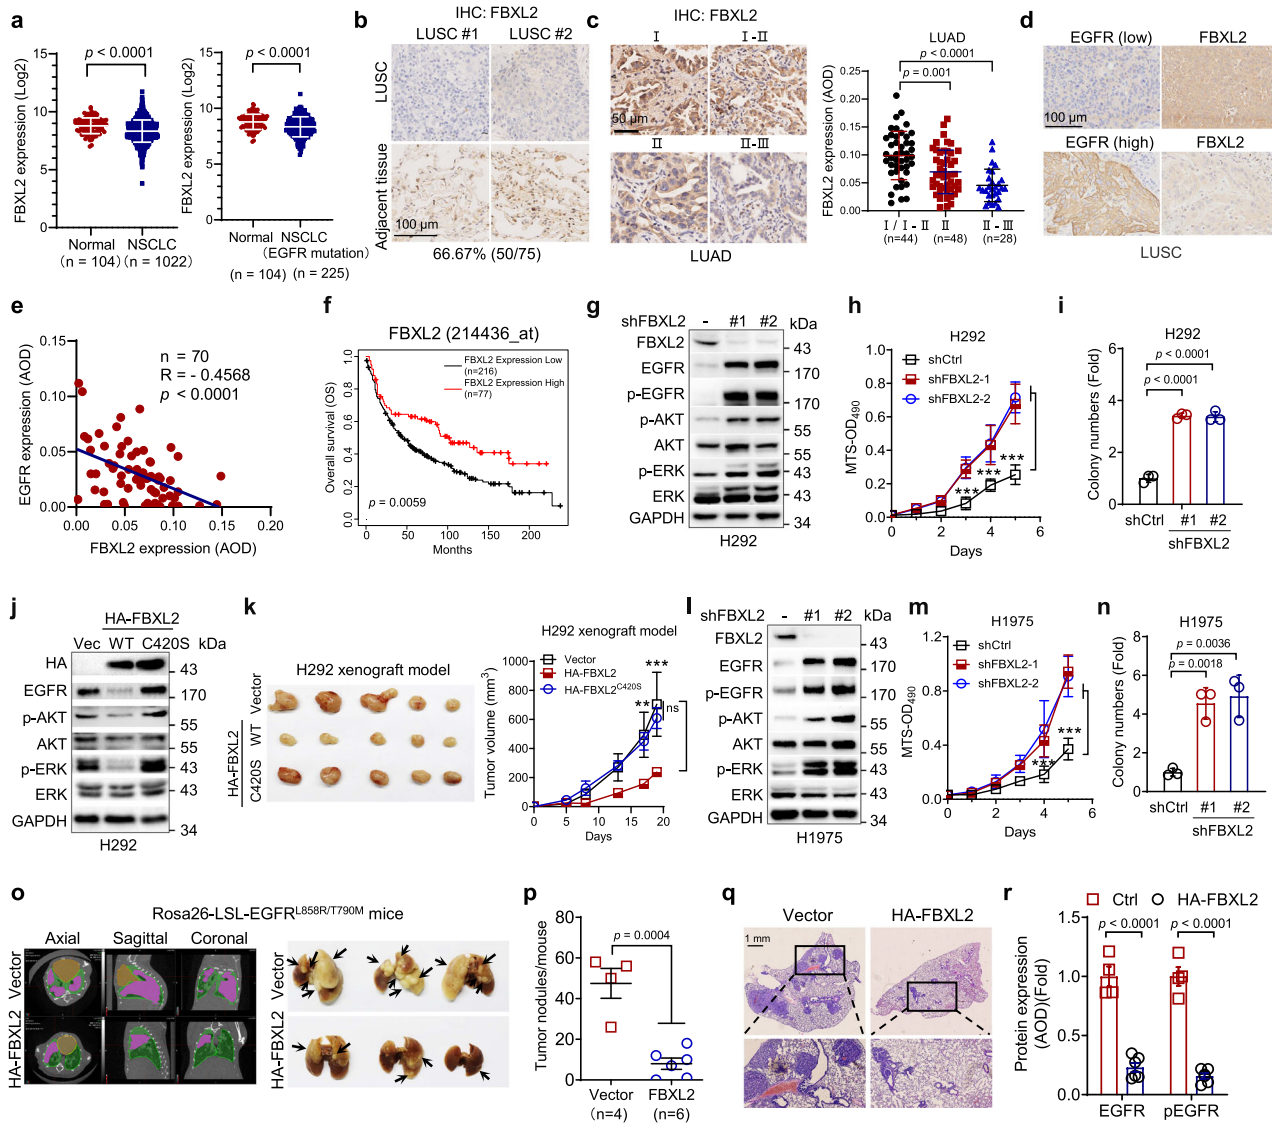 a
FBXL2 expression (Log2)
p < 0.0001
15
10
5
0
Normal
(n = 104)
NSCLC
(n = 1022)
FBXL2 expression (Log2)
p < 0.0001
15
10
5
0
Normal
(n = 104)
NSCLC
(EGFR mutation)
(n = 225)
b
IHC: FBXL2
LUSC #1
LUSC #2
LUSC
Adjacent tissue
100 μm
66.67% (50/75)
c
IHC: FBXL2
I
I -II
50 μm
II
II-III
LUAD
LUAD
p < 0.0001
p = 0.001
FBXL2 expression (AOD)
0.25
0.20
0.15
0.10
0.05
0.00
I / I - II
II
II - III
(n=44)
(n=48)
(n=28)
d
EGFR (low)
FBXL2
100 μm
EGFR (high)
FBXL2
LUSC
e
EGFR expression (AOD)
0.15
0.10
0.05
0.00
n = 70
R = - 0.4568
p < 0.0001
0.00
0.05
0.10
0.15
0.20
FBXL2 expression (AOD)
f
FBXL2 (214436_at)
FBXL2 Expression Low
(n=216)
FBXL2 Expression High
(n=77)
Overall survival (OS)
1.0
0.8
0.6
0.4
0.2
0.0
p = 0.0059
0
50
100
150
200
Months
g
shFBXL2
-
#1
#2
kDa
FBXL2
43
EGFR
170
p-EGFR
170
p-AKT
55
AKT
55
p-ERK
43
ERK
43
GAPDH
34
H292
h
H292
MTS-OD490
1.0
0.8
0.6
0.4
0.2
0.0
shCtrl
shFBXL2-1
shFBXL2-2
***
***
***
0
2
4
6
Days
i
H292
Colony numbers (Fold)
p < 0.0001
p < 0.0001
6
4
2
0
shCtrl
#1
#2
shFBXL2
j
HA-FBXL2
Vec
WT
C420S
kDa
HA
43
EGFR
170
p-AKT
55
AKT
55
p-ERK
43
ERK
43
GAPDH
34
H292
k
H292 xenograft model
Vector
WT
C420S
HA-FBXL2
H292 xenograft model
Tumor volume (mm3)
1000
800
600
400
200
0
Vector
HA-FBXL2
HA-FBXL2C420S
***
**
ns
0
5
10
15
20
Days
l
shFBXL2
-
#1
#2
kDa
FBXL2
43
EGFR
170
p-EGFR
170
p-AKT
55
AKT
55
p-ERK
43
ERK
43
GAPDH
34
H1975
m
H1975
MTS-OD490
1.2
0.8
0.4
0.0
shCtrl
shFBXL2-1
shFBXL2-2
***
***
0
2
4
6
Days
n
H1975
Colony numbers (Fold)
p = 0.0036
p = 0.0018
8
6
4
2
0
shCtrl
#1
#2
shFBXL2
o
Rosa26-LSL-EGFRL858R/T790M mice
Axial
Sagittal
Coronal
Vector
HA-FBXL2
p
Tumor nodules/mouse
80
60
40
20
0
p = 0.0004
Vector
(n=4)
FBXL2
(n=6)
q
Vector
HA-FBXL2
1 mm
r
Ctrl
HA-FBXL2
Protein expression
(AOD)(Fold)
p < 0.0001
p < 0.0001
1.5
1.0
0.5
0.0
EGFR
pEGFR